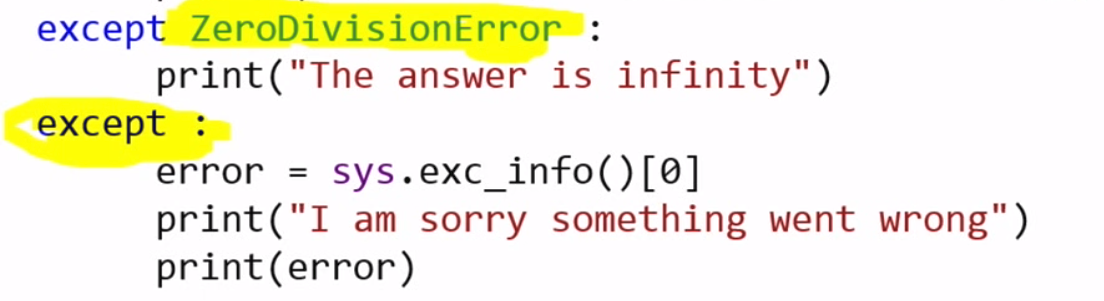 except ZeroDivisionError :
print("The answer is infinity")
except :
error = sys.exc_info()[0]
print("I am sorry something went wrong")
print(error)